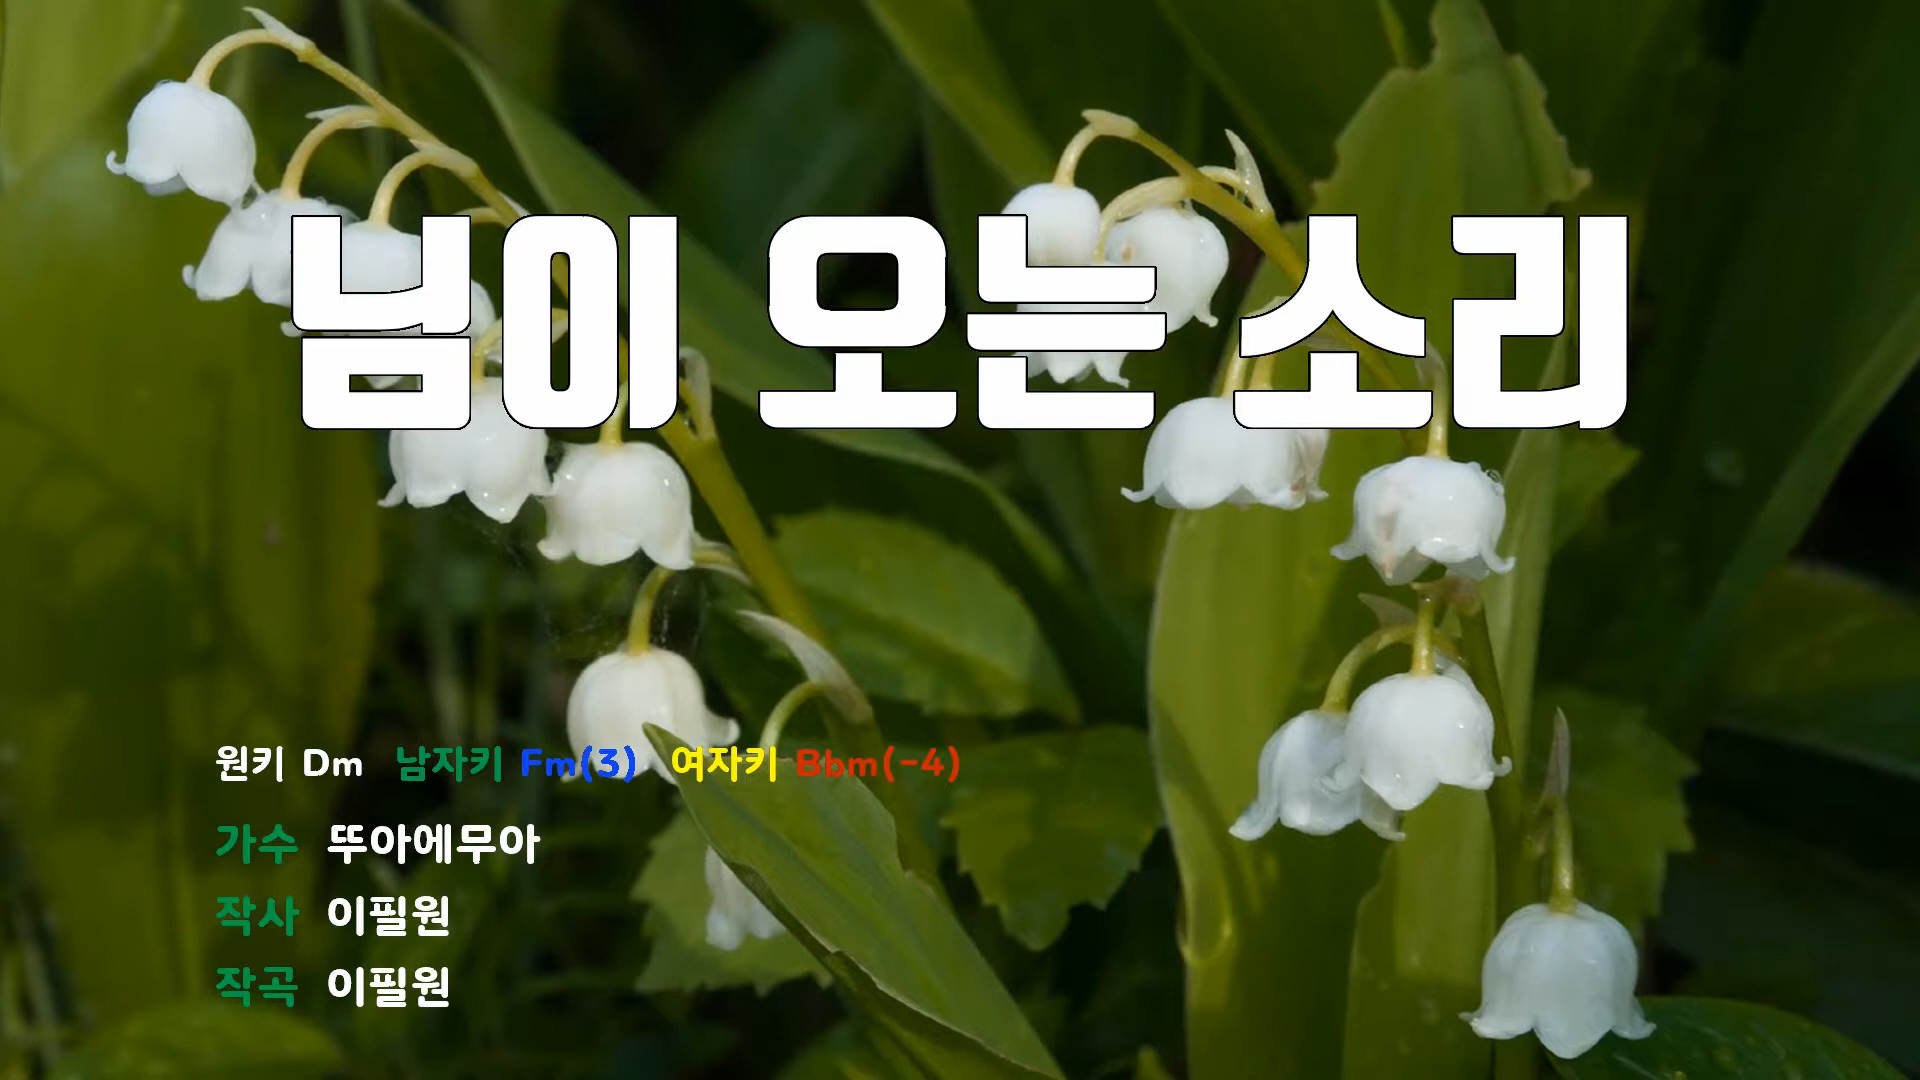 님이 오는 소리
원키 Dm 남자키 Fm(3) 여자키 Bbm(-4)
가수 뚜아에무아
작사 이필원
작곡 이필원